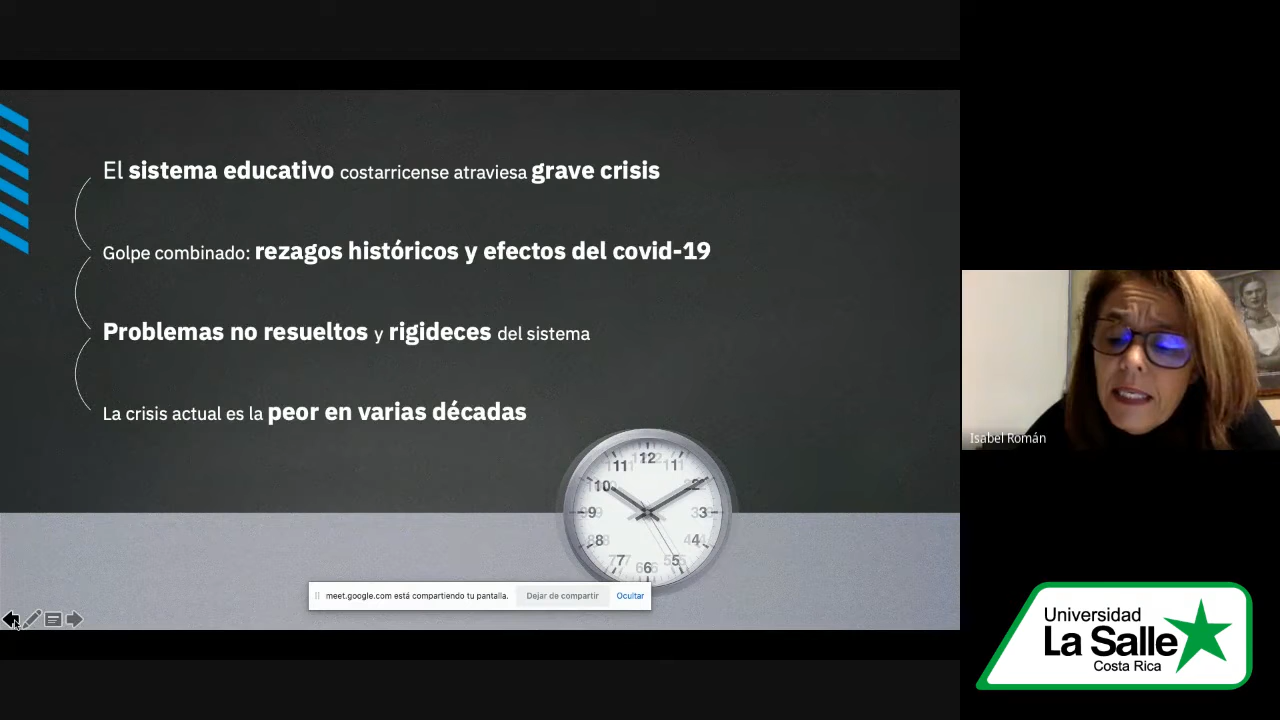 El sistema educativo costarricense atraviesa grave crisis
Golpe combinado: rezagos históricos y efectos del covid-19
Problemas no resueltos y rigideces del sistema
La crisis actual es la peor en varias décadas
meet.google.com está compartiendo tu pantalla.
Dejar de compartir
Ocultar
Isabel Román
Universidad
La Salle
Costa Rica